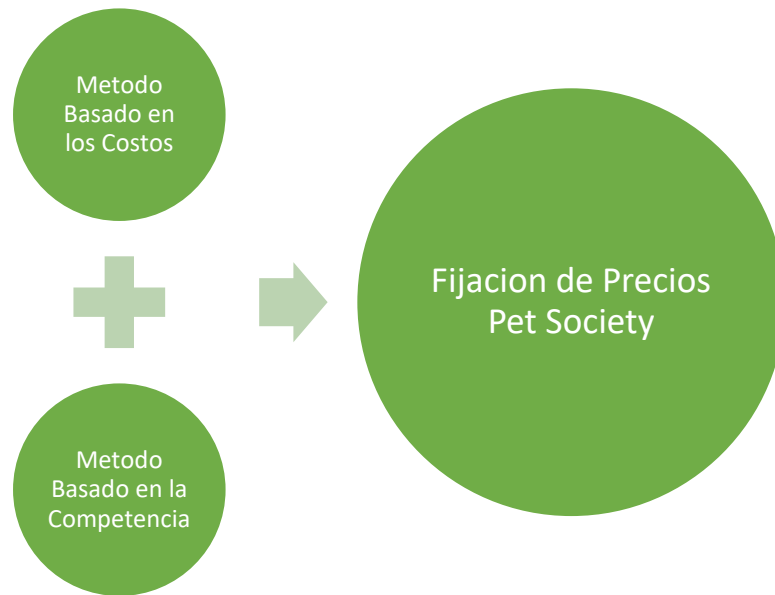 Metodo
Basado en
los Costos
Metodo
Basado en la
Competencia
Fijacion de Precios
Pet Society